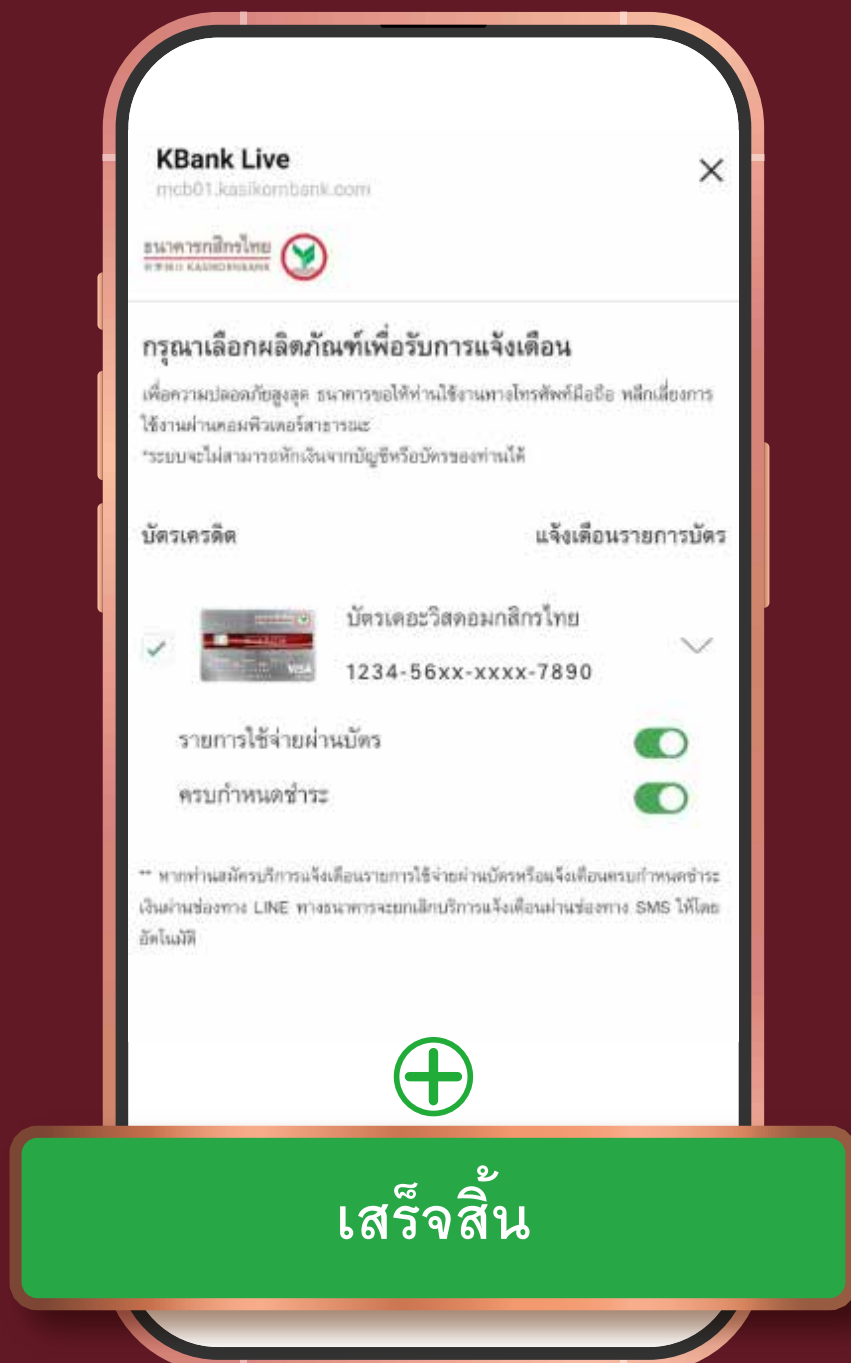 KBank Live
mcb01.kasikornbank.com
ธนาคารกสิกรไทย
开泰银行 KASIKORNBANK
กรุณาเลือกผลิตภัณฑ์เพื่อรับการแจ้งเตือน
เพื่อความปลอดภัยสูงสุด ธนาคารขอให้ท่านใช้งานทางโทรศัพท์มือถือ หลีกเลี่ยงการ
ใช้งานผ่านคอมพิวเตอร์สาธารณะ
*ระบบจะไม่สามารถหักเงินจากบัญชีหรือบัตรของท่านได้
บัตรเครดิต
แจ้งเตือนรายการบัตร
บัตรเดอะวิสดอมกสิกรไทย
VISA
1234-56xx-xxxx-7890
รายการใช้จ่ายผ่านบัตร
ครบกำหนดชำระ
** หากท่านสมัครบริการแจ้งเตือนรายการใช้จ่ายผ่านบัตรหรือแจ้งเตือนครบกำหนดชำระ
เงินผ่านช่องทาง LINE ทางธนาคารจะยกเลิกบริการแจ้งเตือนผ่านช่องทาง SMS ให้โดย
อัตโนมัติ
เสร็จสิ้น